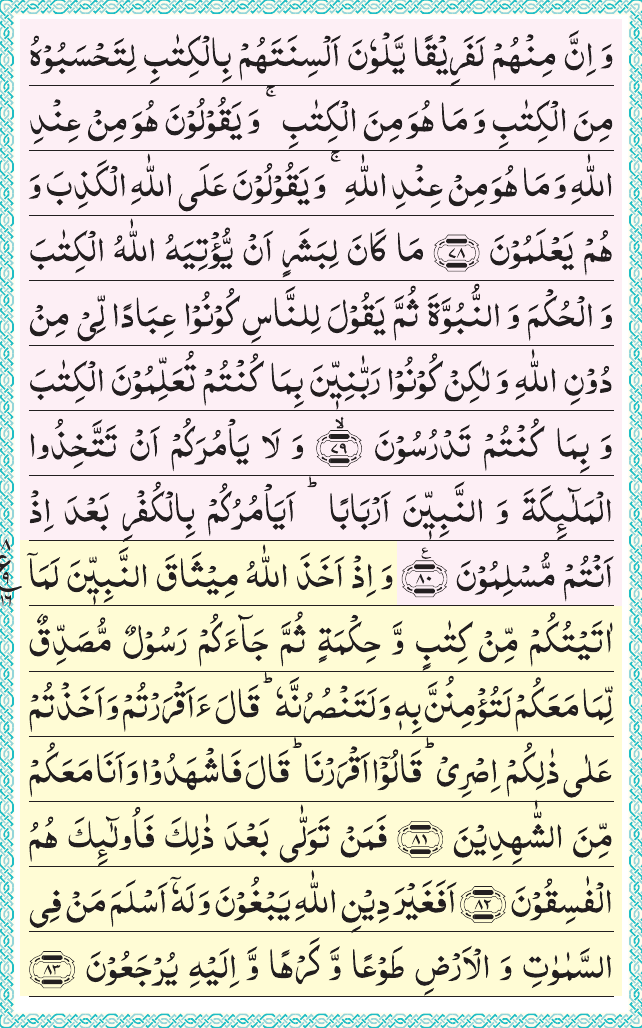 وَ اِنَّ مِنْهُمْ لَفَرِيْقًا يَّلْوٗنَ اَلْسِنَتَهُمْ بِالْكِتٰبِ لِتَحْسَبُوْهُ
مِنَ الْكِتٰبِ وَ مَا هُوَ مِنَ الْكِتٰبِ ۚ وَ يَقُوْلُوْنَ هُوَ مِنْ عِنْدِ
اللّٰهِ وَ مَا هُوَ مِنْ عِنْدِ اللّٰهِ ۚ وَ يَقُوْلُوْنَ عَلَى اللّٰهِ الْكَذِبَ وَ
هُمْ يَعْلَمُوْنَ ﴿۷۸﴾ مَا كَانَ لِبَشَرٍ اَنْ يُّؤْتِيَهُ اللّٰهُ الْكِتٰبَ
وَ الْحُكْمَ وَ النُّبُوَّةَ ثُمَّ يَقُوْلَ لِلنَّاسِ كُوْنُوْا عِبَادًا لِّيْ مِنْ
دُوْنِ اللّٰهِ وَ لٰكِنْ كُوْنُوْا رَبّٰنِيّٖنَ بِمَا كُنْتُمْ تُعَلِّمُوْنَ الْكِتٰبَ
وَ بِمَا كُنْتُمْ تَدْرُسُوْنَ ﴿ۙ۷۹﴾ وَ لَا يَاْمُرَكُمْ اَنْ تَتَّخِذُوا
الْمَلٰٓئِكَةَ وَ النَّبِيّٖنَ اَرْبَابًا ؕ اَيَاْمُرُكُمْ بِالْكُفْرِ بَعْدَ اِذْ
اَنْتُمْ مُّسْلِمُوْنَ ﴿۸۰﴾ؑ وَ اِذْ اَخَذَ اللّٰهُ مِيْثَاقَ النَّبِيّٖنَ لَمَاۤ
اٰتَيْتُكُمْ مِّنْ كِتٰبٍ وَّ حِكْمَةٍ ثُمَّ جَآءَكُمْ رَسُوْلٌ مُّصَدِّقٌ
لِّمَا مَعَكُمْ لَتُؤْمِنُنَّ بِهٖ وَ لَتَنْصُرُنَّهٗ ؕ قَالَ ءَاَقْرَرْتُمْ وَ اَخَذْتُمْ
عَلٰى ذٰلِكُمْ اِصْرِيْ ؕ قَالُوْۤا اَقْرَرْنَا ؕ قَالَ فَاشْهَدُوْا وَ اَنَا مَعَكُمْ
مِّنَ الشّٰهِدِيْنَ ﴿۸۱﴾ فَمَنْ تَوَلّٰى بَعْدَ ذٰلِكَ فَاُولٰٓئِكَ هُمُ
الْفٰسِقُوْنَ ﴿۸۲﴾ اَفَغَيْرَ دِيْنِ اللّٰهِ يَبْغُوْنَ وَ لَهٗۤ اَسْلَمَ مَنْ فِي
السَّمٰوٰتِ وَ الْاَرْضِ طَوْعًا وَّ كَرْهًا وَّ اِلَيْهِ يُرْجَعُوْنَ ﴿۸۳﴾